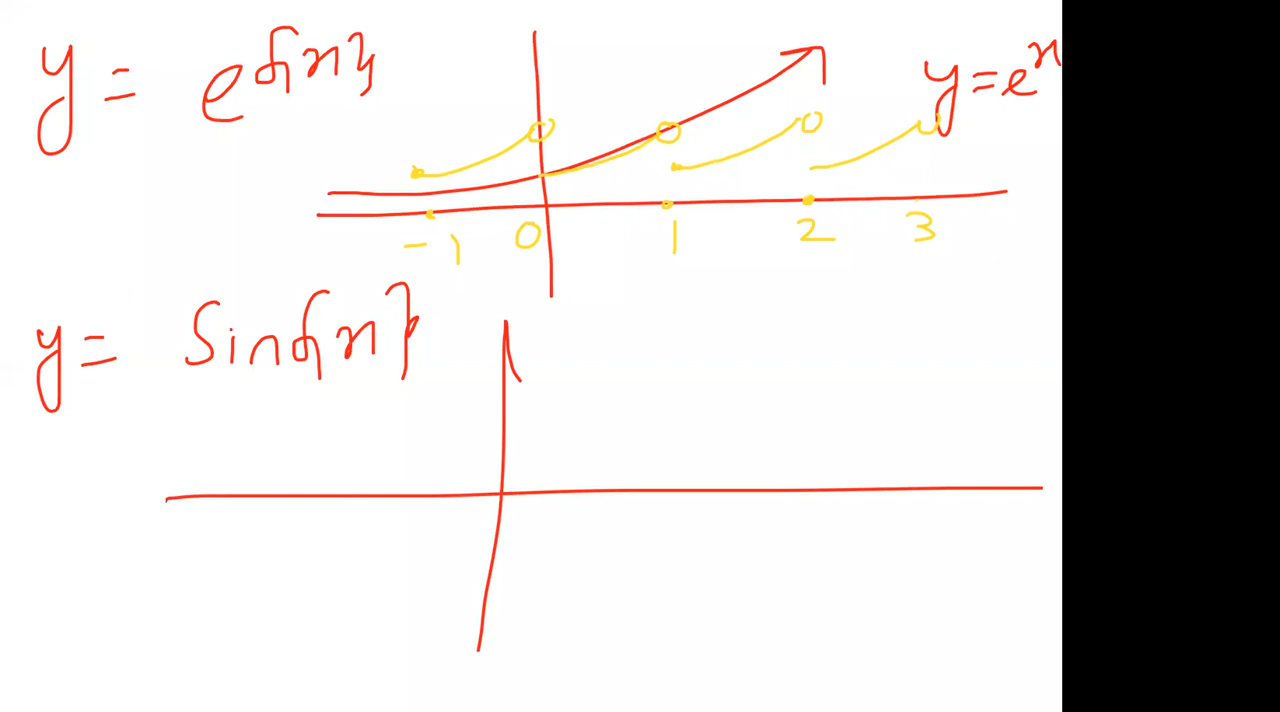 y = e^{x}
y = e^x
-1 0 1 2 3
y = Sin{x}